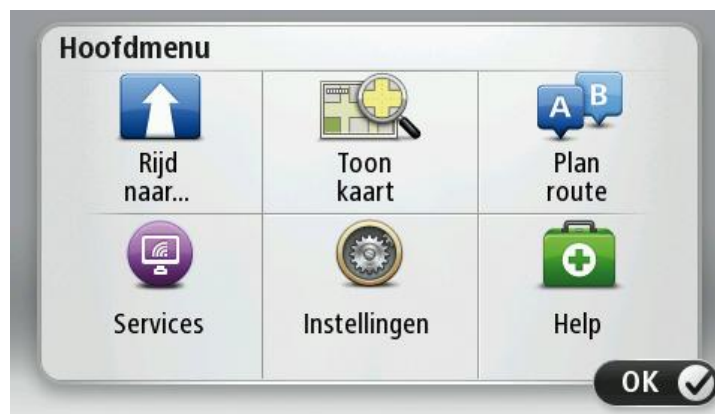 Hoofdmenu
Rijd
naar...
Toon
kaart
A B
Plan
route
Services
Instellingen
Help
OK